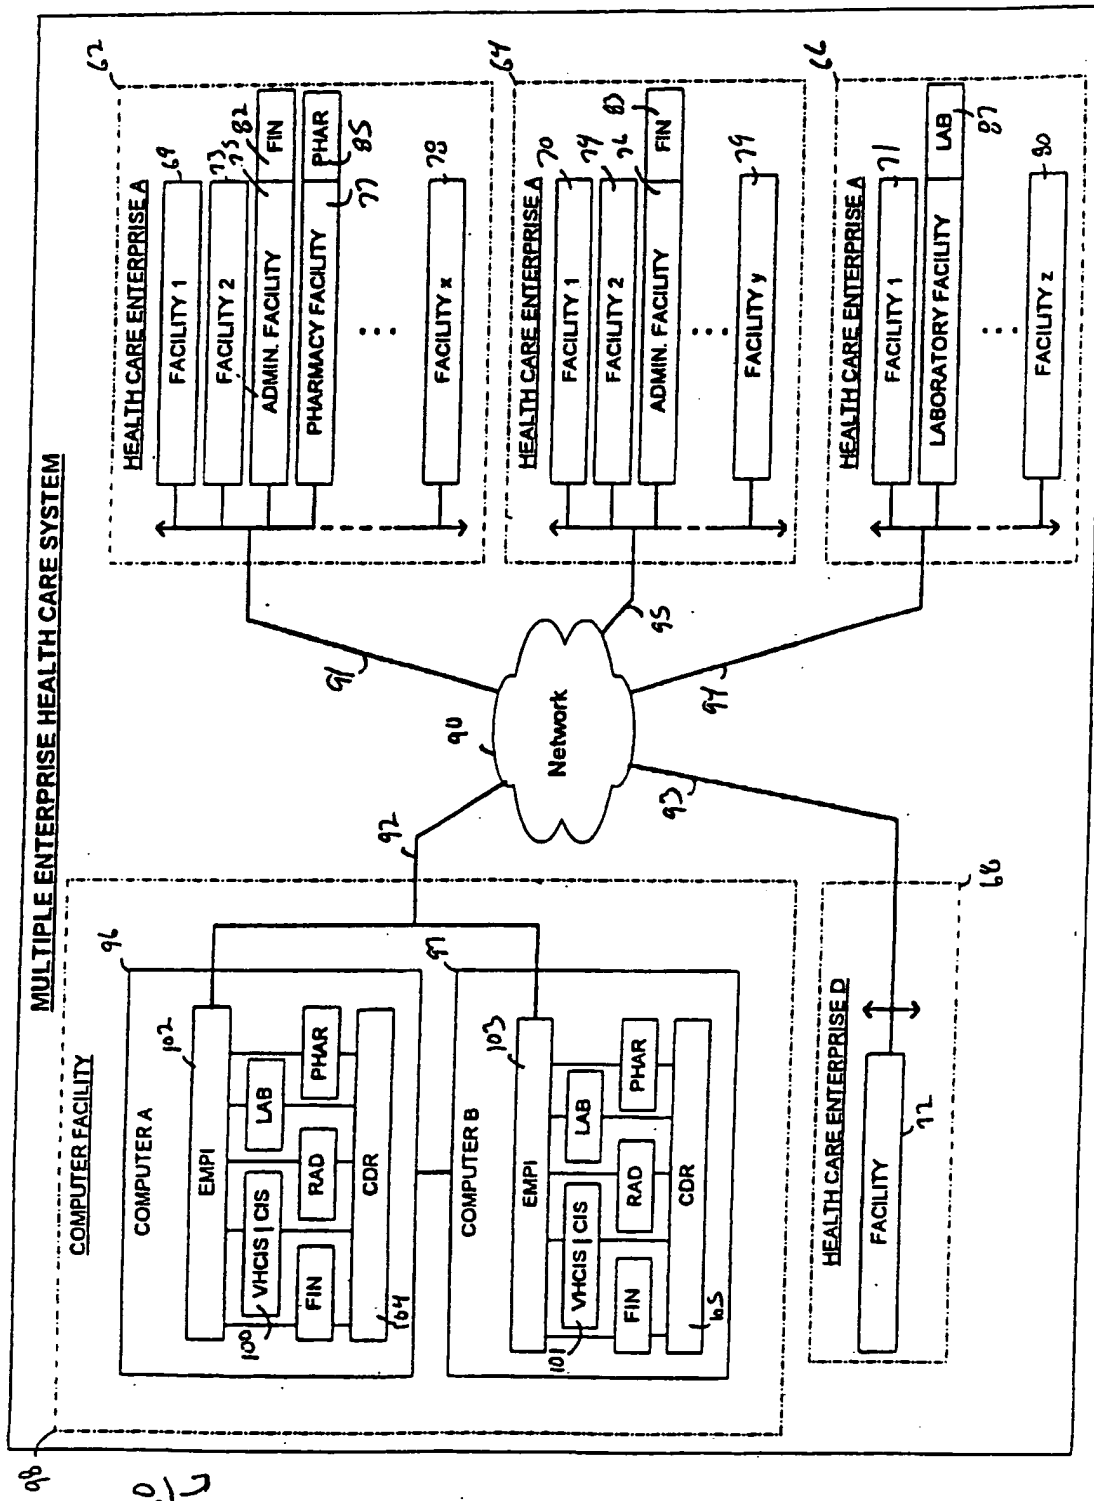 MULTIPLE ENTERPRISE HEALTH CARE SYSTEM
98
COMPUTER FACILITY
96
COMPUTER A
102
EMPI
VHCIS | CIS
LAB
100
FIN
RAD
PHAR
CDR
104
97
COMPUTER B
103
EMPI
VHCIS | CIS
LAB
101
FIN
RAD
PHAR
CDR
105
HEALTH CARE ENTERPRISE D
68
FACILITY
72
92
90
Network
91
95
94
93
62
HEALTH CARE ENTERPRISE A
FACILITY 1
69
FACILITY 2
73
75
82
ADMIN. FACILITY
FIN
PHARMACY FACILITY
PHAR
77
85
FACILITY x
78
64
HEALTH CARE ENTERPRISE A
FACILITY 1
70
FACILITY 2
74
76
83
ADMIN. FACILITY
FIN
FACILITY y
79
66
HEALTH CARE ENTERPRISE A
FACILITY 1
71
LABORATORY FACILITY
LAB
87
FACILITY z
80